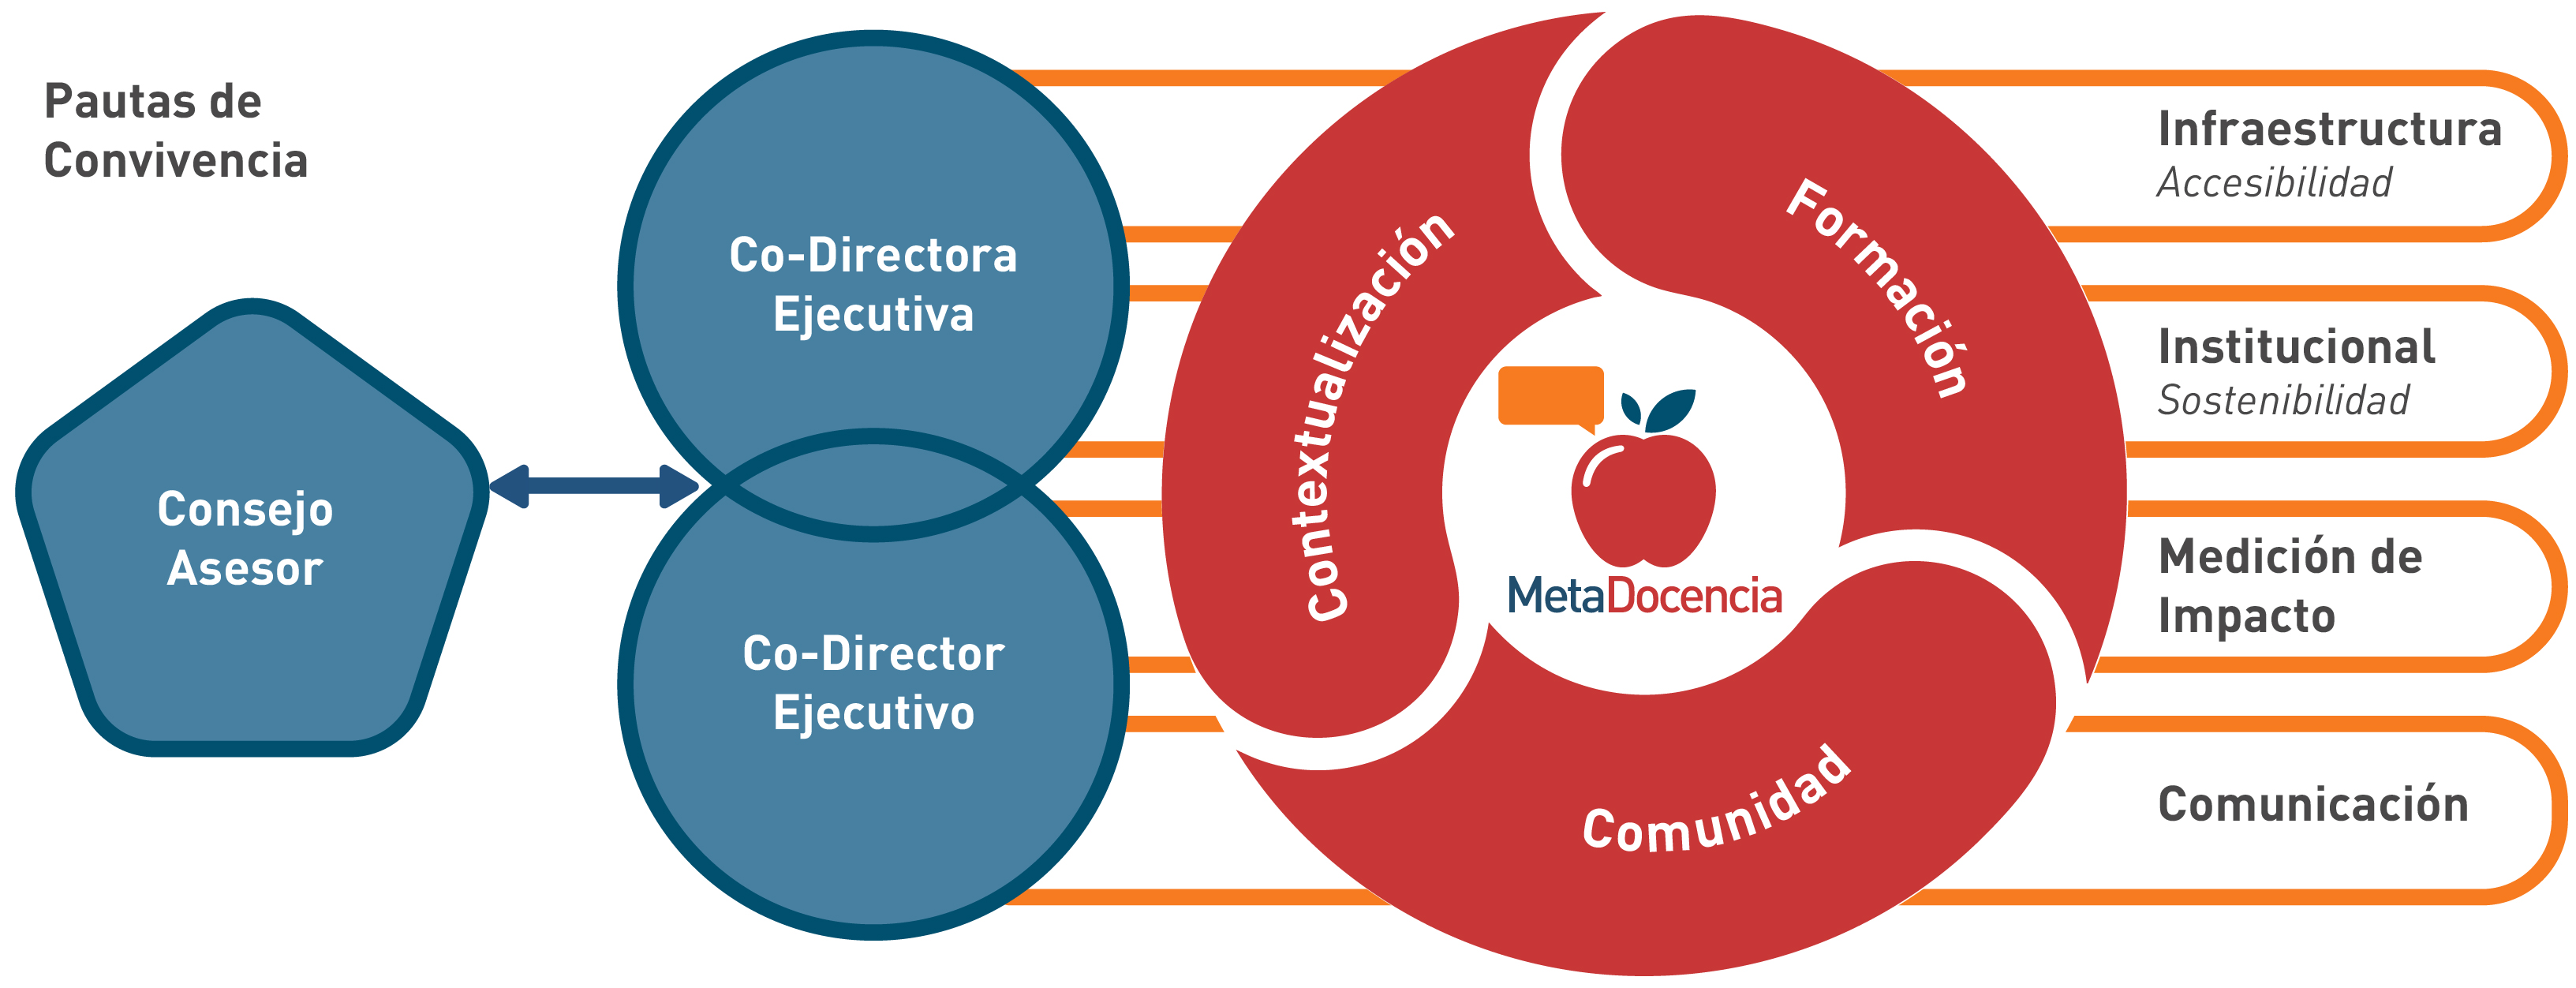 Pautas de
Convivencia
Consejo
Asesor
Co-Directora
Ejecutiva
Co-Director
Ejecutivo
Contextualización
Formación
Comunidad
MetaDocencia
Infraestructura
Accesibilidad
Institucional
Sostenibilidad
Medición de
Impacto
Comunicación